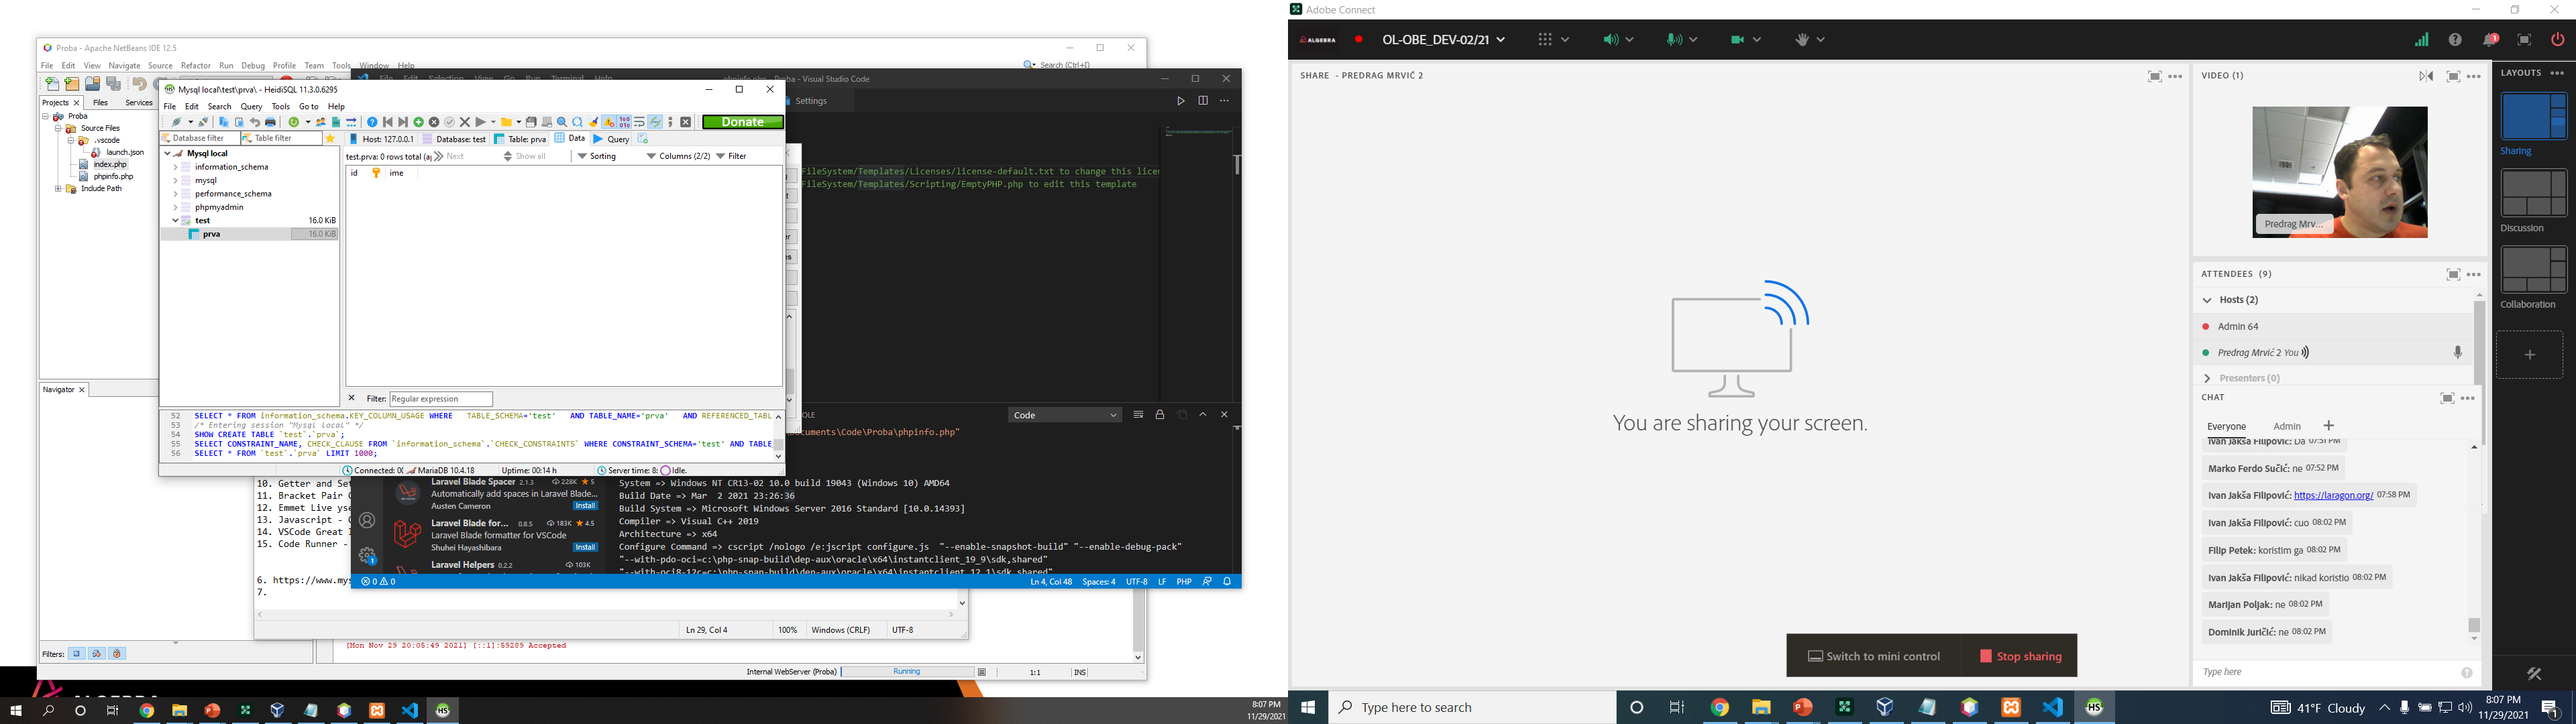 Proba - Apache NetBeans IDE 12.5
File Edit View Navigate Source Refactor Run Debug Profile Team Tools Window Help
Search (Ctrl+I)
Projects Files Services
Proba
Source Files
.vscode
launch.json
index.php
phpinfo.php
Include Path
Navigator
Filters:
phpinfo.php - Proba - Visual Studio Code
Settings
Mysql local\test\prva\ - HeidiSQL 11.3.0.6295
File Edit Search Query Tools Go to Help
Donate
Database filter Table filter
Host: 127.0.0.1 Database: test Table: prva Data Query
Mysql local
information_schema
mysql
performance_schema
phpmyadmin
test 16.0 KiB
prva 16.0 KiB
test.prva: 0 rows total (a Next Show all Sorting Columns (2/2) Filter
id ime
Filter: Regular expression
52 SELECT * FROM information_schema.KEY_COLUMN_USAGE WHERE TABLE_SCHEMA='test' AND TABLE_NAME='prva' AND REFERENCED_TABL
53 /* Entering session "Mysql local" */
54 SHOW CREATE TABLE `test`.`prva`;
55 SELECT CONSTRAINT_NAME, CHECK_CLAUSE FROM `information_schema`.`CHECK_CONSTRAINTS` WHERE CONSTRAINT_SCHEMA='test' AND TABLE
56 SELECT * FROM `test`.`prva` LIMIT 1000;
Connected: 00 MariaDB 10.4.18 Uptime: 00:14 h Server time: 8: Idle.
FileSystem/Templates/Licenses/license-default.txt to change this licen
FileSystem/Templates/Scripting/EmptyPHP.php to edit this template
OLE
Code
ocuments\Code\Proba\phpinfo.php"
10. Getter and Set
11. Bracket Pair C
12. Emmet Live
13. Javascript -
14. VSCode Great I
15. Code Runner -
6. https://www.mys
7.
Laravel Blade Spacer 2.1.3 228K 5
Automatically add spaces in Laravel Blade...
Austen Cameron Install
Laravel Blade for... 0.8.5 183K 4.5
Laravel Blade formatter for VSCode
Shuhei Hayashibara Install
Laravel Helpers 0.2.2 103K
System => Windows NT CR13-02 10.0 build 19043 (Windows 10) AMD64
Build Date => Mar 2 2021 23:26:36
Build System => Microsoft Windows Server 2016 Standard [10.0.14393]
Compiler => Visual C++ 2019
Architecture => x64
Configure Command => cscript /nologo /e:jscript configure.js "--enable-snapshot-build" "--enable-debug-pack"
"--with-pdo-oci=c:\php-snap-build\dep-aux\oracle\x64\instantclient_19_9\sdk,shared"
"--with-oci8-12c=c:\php-snap-build\dep-aux\oracle\x64\instantclient_12_1\sdk,shared"
0 0 Ln 4, Col 48 Spaces: 4 UTF-8 LF PHP
Ln 29, Col 4 100% Windows (CRLF) UTF-8
[Mon Nov 29 20:05:49 2021] [::1]:59289 Accepted
Internal WebServer (Proba) Running 1:1 INS
ALGEBRA
8:07 PM
11/29/2021
Adobe Connect
ALGEBRA OL-OBE_DEV-02/21 1
SHARE - PREDRAG MRVIĆ 2
You are sharing your screen.
Switch to mini control Stop sharing
VIDEO (1)
Predrag Mrv...
ATTENDEES (9)
Hosts (2)
Admin 64
Predrag Mrvić 2 You
Presenters (0)
CHAT
Everyone Admin
Ivan Jakša Filipović: Da 07:51 PM
Marko Ferdo Sučić: ne 07:52 PM
Ivan Jakša Filipović: https://laragon.org/ 07:58 PM
Ivan Jakša Filipović: cuo 08:02 PM
Filip Petek: koristim ga 08:02 PM
Ivan Jakša Filipović: nikad koristio 08:02 PM
Marijan Poljak: ne 08:02 PM
Dominik Juričić: ne 08:02 PM
Type here
LAYOUTS
Sharing
Discussion
Collaboration
Type here to search
41°F Cloudy
8:07 PM
11/29/2021
1